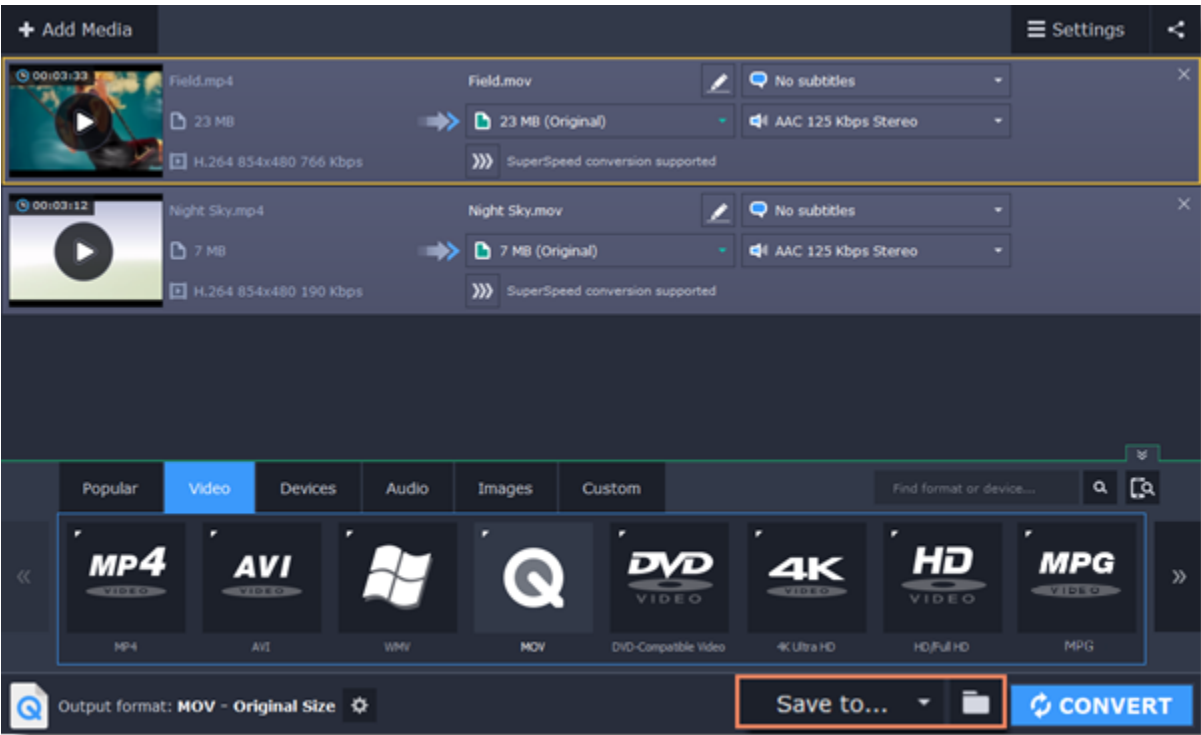 Add Media
Settings
00:03:33
Field.mp4
Field.mov
No subtitles
23 MB
23 MB (Original)
AAC 125 Kbps Stereo
H.264 854x480 766 Kbps
SuperSpeed conversion supported
00:03:12
Night Sky.mp4
Night Sky.mov
No subtitles
7 MB
7 MB (Original)
AAC 125 Kbps Stereo
H.264 854x480 190 Kbps
SuperSpeed conversion supported
Popular
Video
Devices
Audio
Images
Custom
Find format or device...
MP4
VIDEO
AVI
VIDEO
DVD
VIDEO
4K
VIDEO
HD
VIDEO
MPG
VIDEO
MP4
AVI
WMV
MOV
DVD-Compatible Video
4K Ultra HD
HD/Full HD
MPG
Output format: MOV - Original Size
Save to...
CONVERT